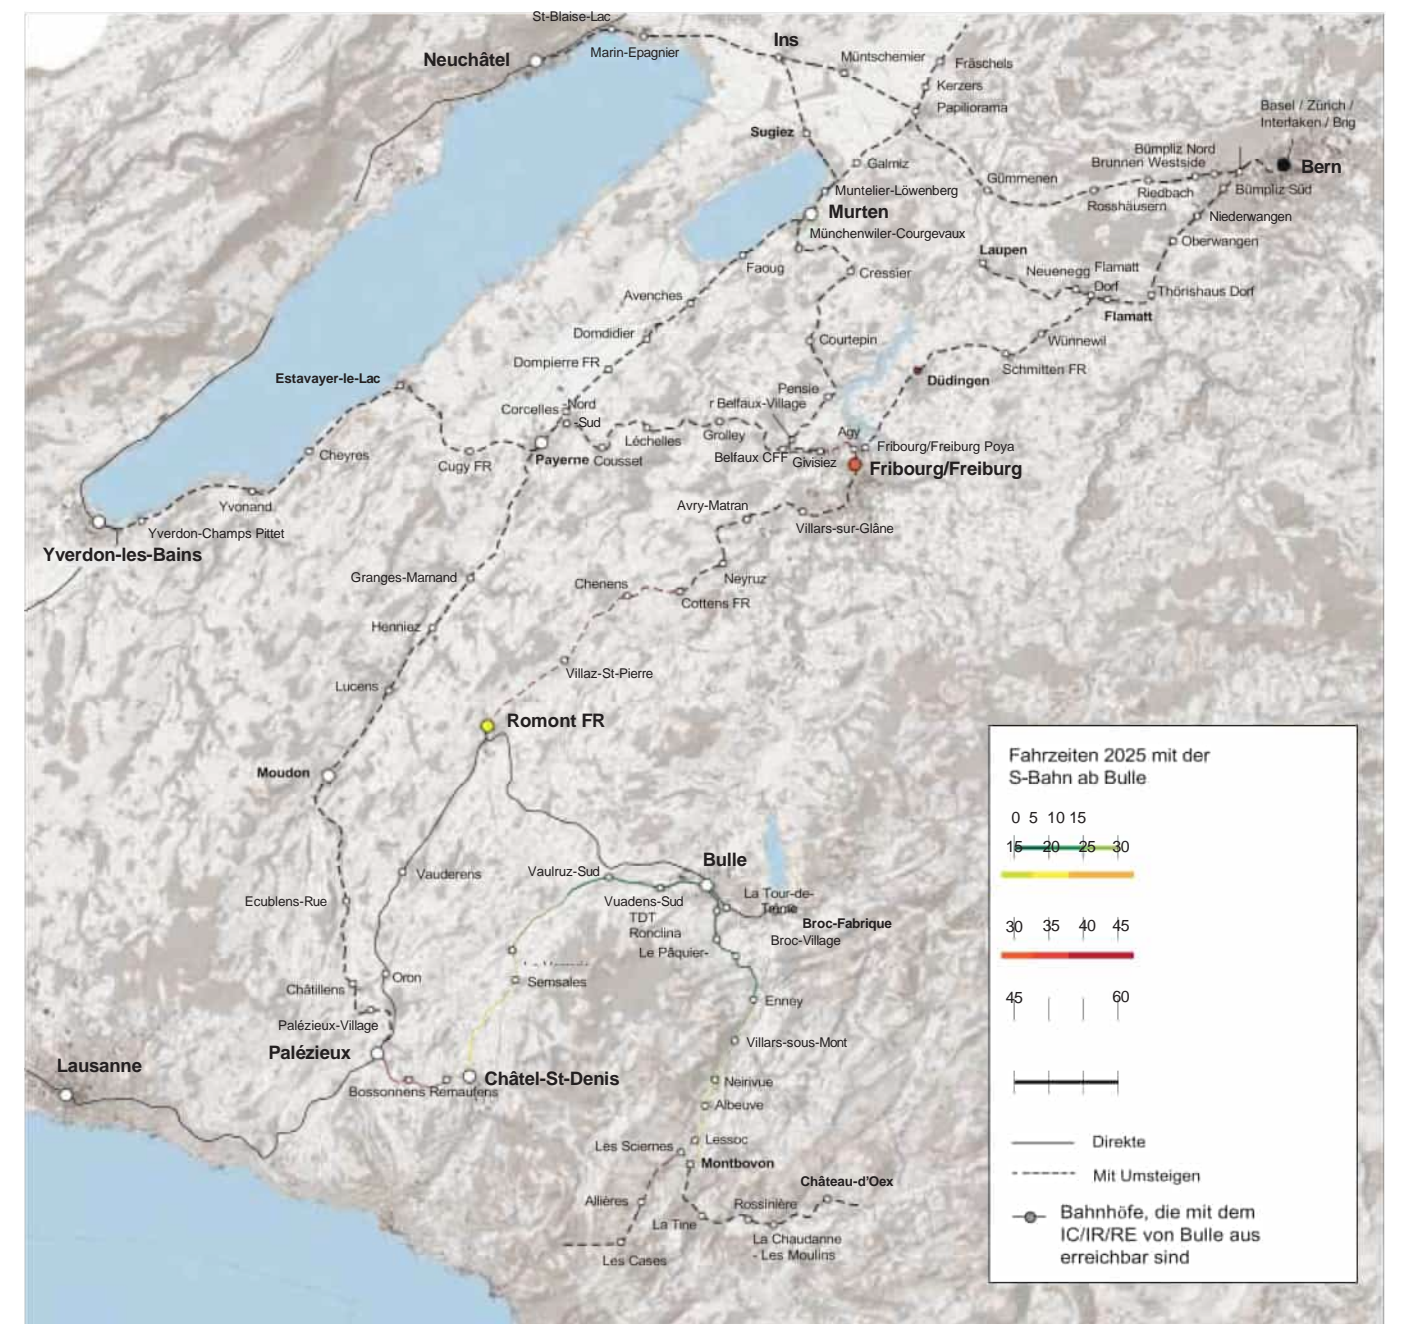 St-Blaise-Lac
Neuchâtel
Marin-Epagnier
Ins
Müntschemier
Fräschels
Kerzers
Papiliorama
Basel / Zürich /
Interlaken / Brig
Sugiez
Galmiz
Bümpliz Nord
Brunnen Westside
Bern
Gümmenen
Muntelier-Löwenberg
Riedbach
Bümpliz Süd
Rosshäusern
Murten
Niederwangen
Münchenwiler-Courgevaux
Oberwangen
Laupen
Faoug
Cressier
Neuenegg
Flamatt
Dorf
Thörishaus Dorf
Avenches
Flamatt
Domdidier
Courtepin
Wünnewil
Dompierre FR
Schmitten FR
Estavayer-le-Lac
Düdingen
Pensie
r Belfaux-Village
Corcelles
-Nord
-Sud
Léchelles
Grolley
Agy
Fribourg/Freiburg Poya
Cheyres
Cugy FR
Payerne
Cousset
Belfaux CFF
Givisiez
Fribourg/Freiburg
Yvonand
Avry-Matran
Villars-sur-Glâne
Yverdon-Champs Pittet
Yverdon-les-Bains
Granges-Marnand
Chenens
Neyruz
Cottens FR
Henniez
Villaz-St-Pierre
Lucens
Romont FR
Moudon
Fahrzeiten 2025 mit der
S-Bahn ab Bulle
0 5 10 15
15 20 25 30
30 35 40 45
45 60
Direkte
Mit Umsteigen
Bahnhöfe, die mit dem
IC/IR/RE von Bulle aus
erreichbar sind
Vauderens
Vaulruz-Sud
Bulle
Ecublens-Rue
Vuadens-Sud
La Tour-de-
Trême
TDT
Ronclina
Broc-Fabrique
Broc-Village
Le Pâquier-
Oron
Semsales
Châtillens
Enney
Palézieux-Village
Villars-sous-Mont
Palézieux
Lausanne
Châtel-St-Denis
Bossonnens Remaufens
Neirivue
Albeuve
Les Sciernes
Lessoc
Montbovon
Château-d’Oex
Allières
Rossinière
La Tine
La Chaudanne
- Les Moulins
Les Cases